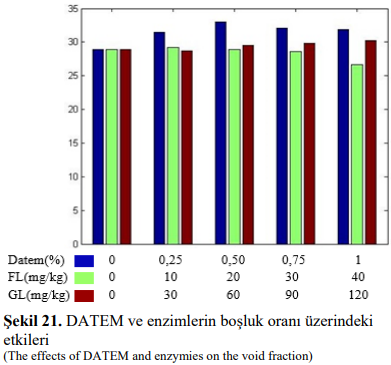 35
30
25
20
15
10
5
0
Datem(%) 0 0,25 0,50 0,75 1
FL(mg/kg) 0 10 20 30 40
GL(mg/kg) 0 30 60 90 120
Şekil 21. DATEM ve enzimlerin boşluk oranı üzerindeki
etkileri
(The effects of DATEM and enzymies on the void fraction)